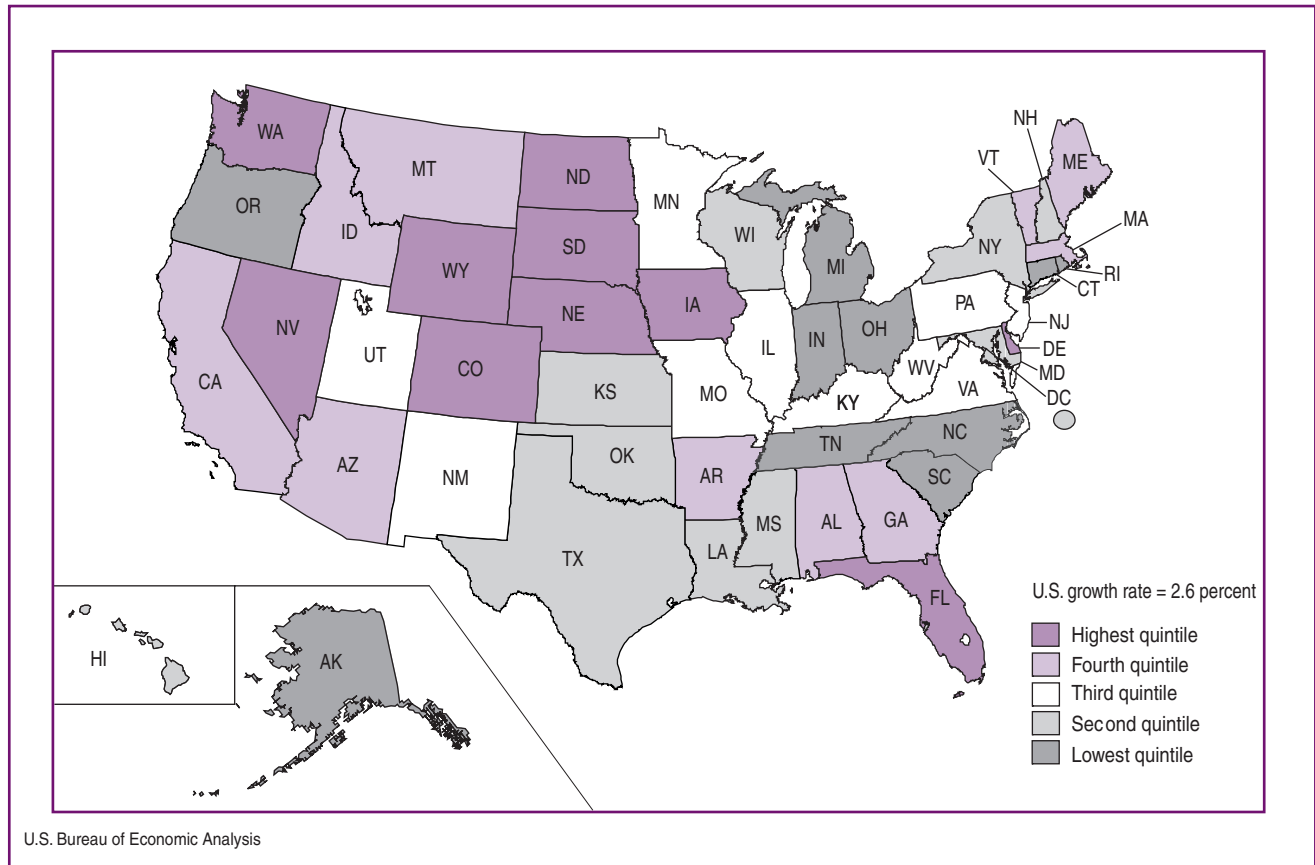 WA
OR
CA
NV
ID
MT
WY
UT
CO
AZ
NM
ND
SD
NE
KS
OK
TX
MN
IA
MO
AR
LA
WI
IL
MI
IN
OH
KY
TN
MS
AL
GA
FL
SC
NC
VA
WV
PA
NY
VT
NH
ME
MA
RI
CT
NJ
DE
MD
DC
HI
AK
U.S. growth rate = 2.6 percent
Highest quintile
Fourth quintile
Third quintile
Second quintile
Lowest quintile
U.S. Bureau of Economic Analysis